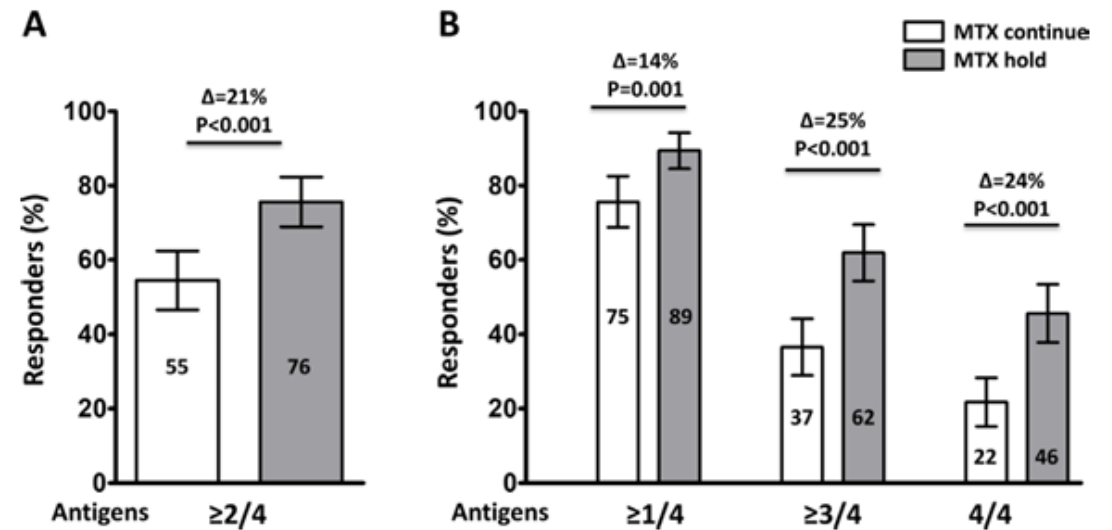 A
Δ=21%
P<0.001
Responders (%)
100
80
60
40
20
0
55
76
Antigens ≥2/4
B
MTX continue
MTX hold
Δ=14%
P=0.001
Δ=25%
P<0.001
Δ=24%
P<0.001
Responders (%)
100
80
60
40
20
0
75
89
37
62
22
46
Antigens ≥1/4 ≥3/4 4/4